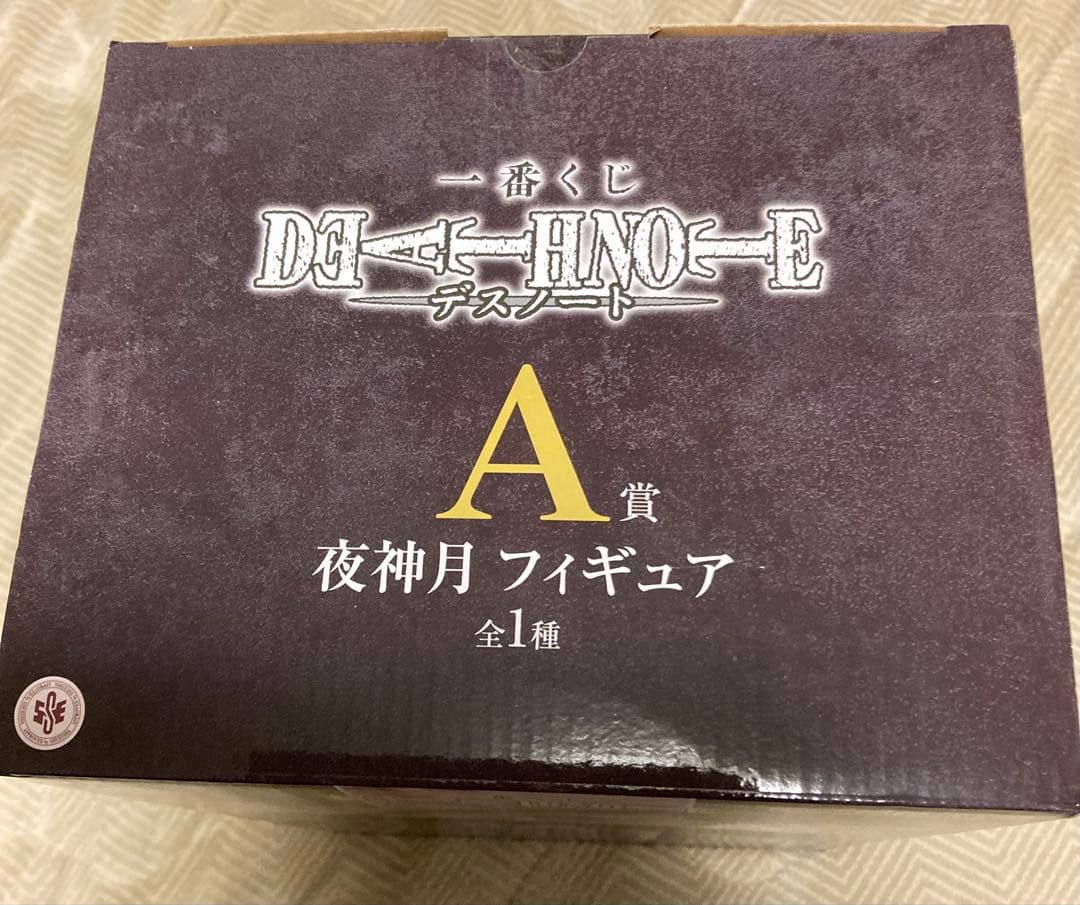 一番くじ
DEATH NOTE
デスノート
A賞
夜神月 フィギュア
全1種